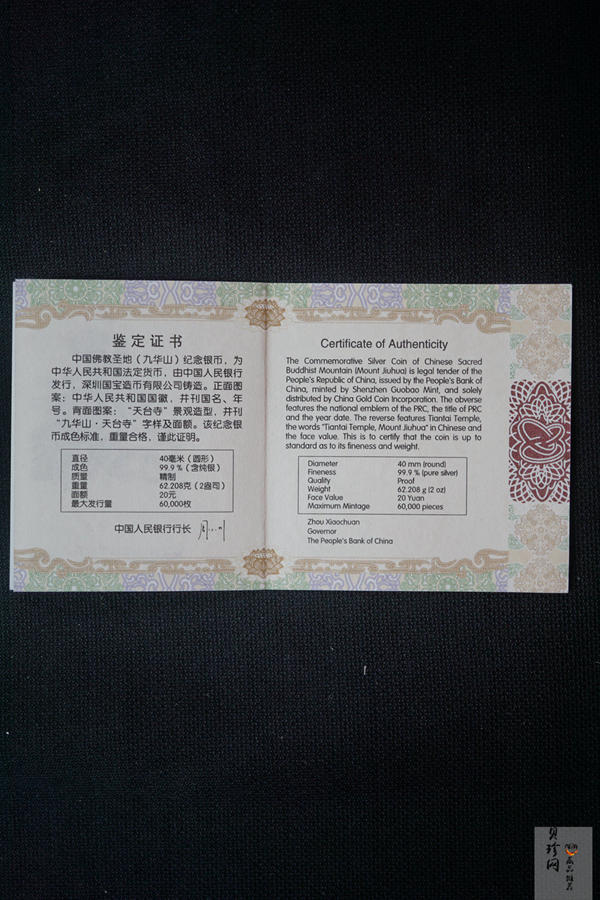 鉴定证书
中国佛教圣地（九华山）纪念银币，为
中华人民共和国法定货币，由中国人民银行
发行，深圳国宝造币有限公司铸造。正面图
案：中华人民共和国国徽，并刊国名、年
号。背面图案：“天台寺”景观造型，并刊
“九华山·天台寺”字样及面额。该纪念银
币成色标准，重量合格，谨此证明。
直径 40毫米（圆形）
成色 99.9％（含纯银）
质量 精制
重量 62.208克（2盎司）
面额 20元
最大发行量 60,000枚
中国人民银行行长
Certificate of Authenticity
The Commemorative Silver Coin of Chinese Sacred
Buddhist Mountain (Mount Jiuhua) is legal tender of the
People's Republic of China, issued by the People's Bank of
China, minted by Shenzhen Guobao Mint, and solely
distributed by China Gold Coin Incorporation. The obverse
features the national emblem of the PRC, the title of PRC
and the year date. The reverse features Tiantai Temple,
the words "Tiantai Temple, Mount Jiuhua" in Chinese and
the face value. This is to certify that the coin is up to
standard as to its fineness and weight.
Diameter 40 mm (round)
Fineness 99.9 % (pure silver)
Quality Proof
Weight 62.208 g (2 oz)
Face Value 20 Yuan
Maximum Mintage 60,000 pieces
Zhou Xiaochuan
Governor
The People's Bank of China
贝珍网